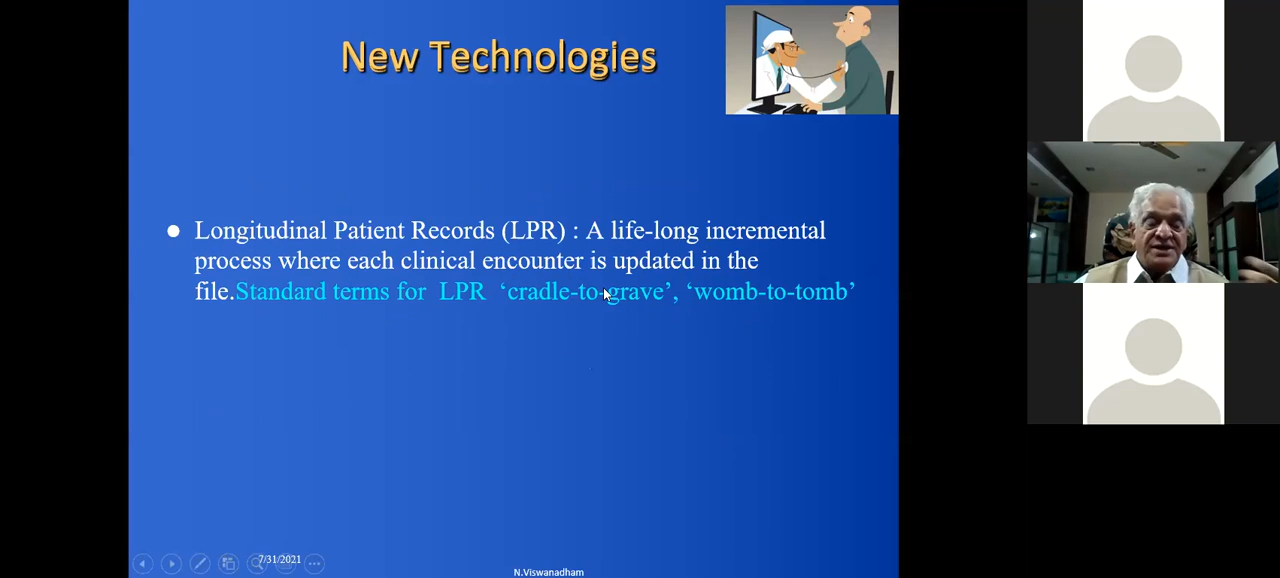 New Technologies
● Longitudinal Patient Records (LPR) : A life-long incremental
process where each clinical encounter is updated in the
file.Standard terms for LPR ‘cradle-to-grave’, ‘womb-to-tomb’
7/31/2021
N.Viswanadham